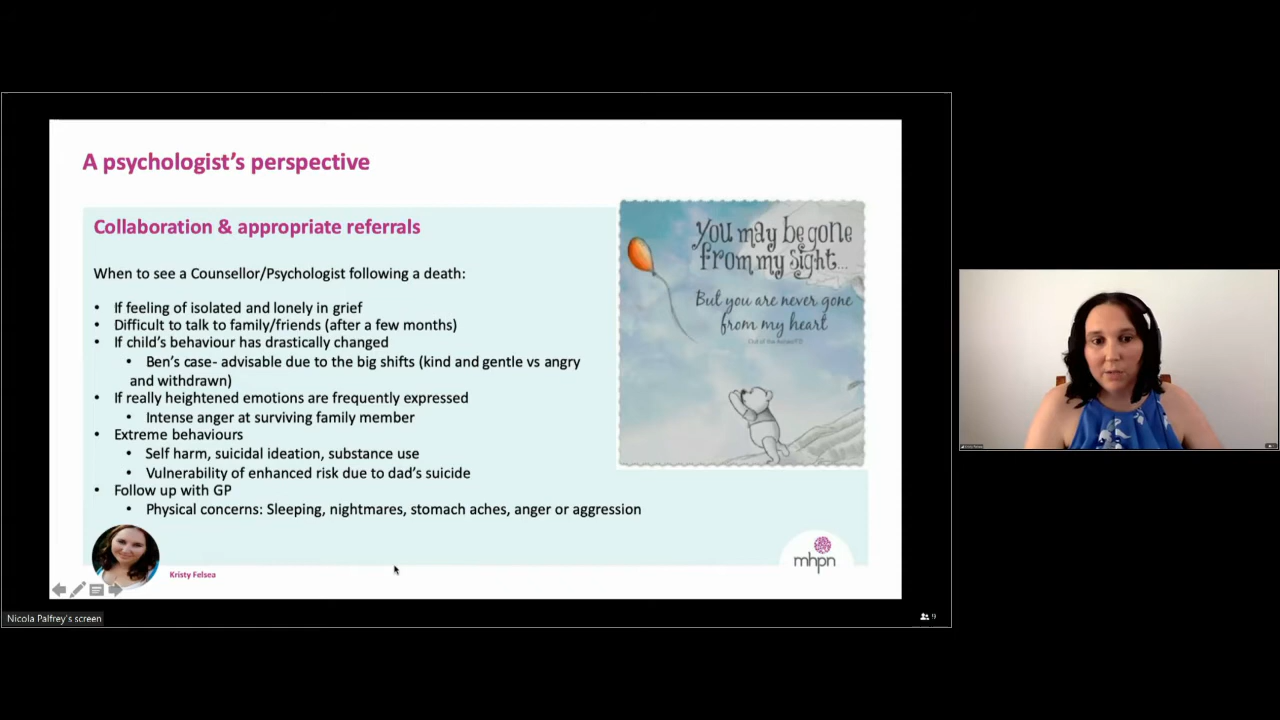 A psychologist's perspective
Collaboration & appropriate referrals
When to see a Counsellor/Psychologist following a death:
• If feeling of isolated and lonely in grief
• Difficult to talk to family/friends (after a few months)
• If child's behaviour has drastically changed
• Ben's case- advisable due to the big shifts (kind and gentle vs angry
and withdrawn)
• If really heightened emotions are frequently expressed
• Intense anger at surviving family member
• Extreme behaviours
• Self harm, suicidal ideation, substance use
• Vulnerability of enhanced risk due to dad's suicide
• Follow up with GP
• Physical concerns: Sleeping, nightmares, stomach aches, anger or aggression
You may be gone
from my sight...
But you are never gone
from my heart
mhpn
Kristy Felsea
Nicola Palfrey's screen
9